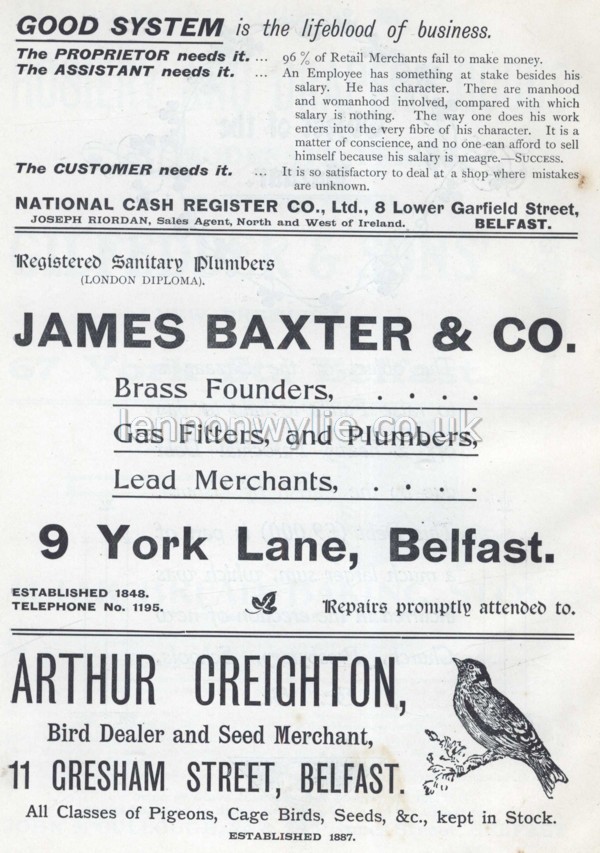 GOOD SYSTEM is the lifeblood of business.
The PROPRIETOR needs it. ... 96 % of Retail Merchants fail to make money.
The ASSISTANT needs it. ... An Employee has something at stake besides his
salary. He has character. There are manhood
and womanhood involved, compared with which
salary is nothing. The way one does his work
enters into the very fibre of his character. It is a
matter of conscience, and no one can afford to sell
himself because his salary is meagre.—SUCCESS.
The CUSTOMER needs it. ... It is so satisfactory to deal at a shop where mistakes
are unknown.
NATIONAL CASH REGISTER CO., Ltd., 8 Lower Garfield Street,
JOSEPH RIORDAN, Sales Agent, North and West of Ireland. BELFAST.
Registered Sanitary Plumbers
(LONDON DIPLOMA).
JAMES BAXTER & CO.
Brass Founders, . . . .
lennonwylie.co.uk
Gas Fitters, and Plumbers,
Lead Merchants, . . . .
9 York Lane, Belfast.
ESTABLISHED 1848.
TELEPHONE No. 1195. Repairs promptly attended to.
ARTHUR CREIGHTON,
Bird Dealer and Seed Merchant,
11 GRESHAM STREET, BELFAST.
All Classes of Pigeons, Cage Birds, Seeds, &c., kept in Stock.
ESTABLISHED 1887.